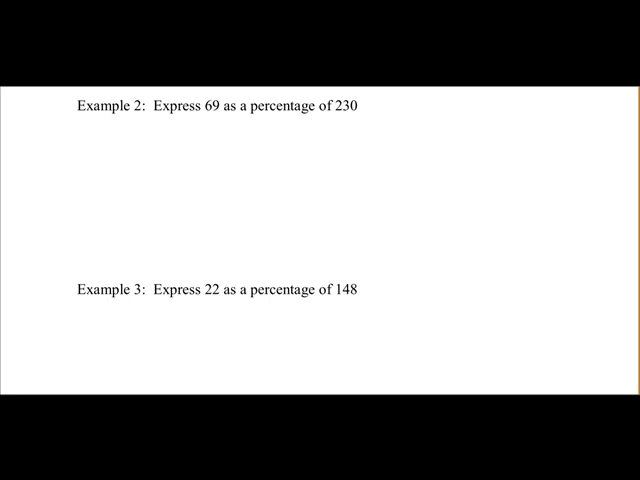 Example 2:  Express 69 as a percentage of 230
Example 3:  Express 22 as a percentage of 148